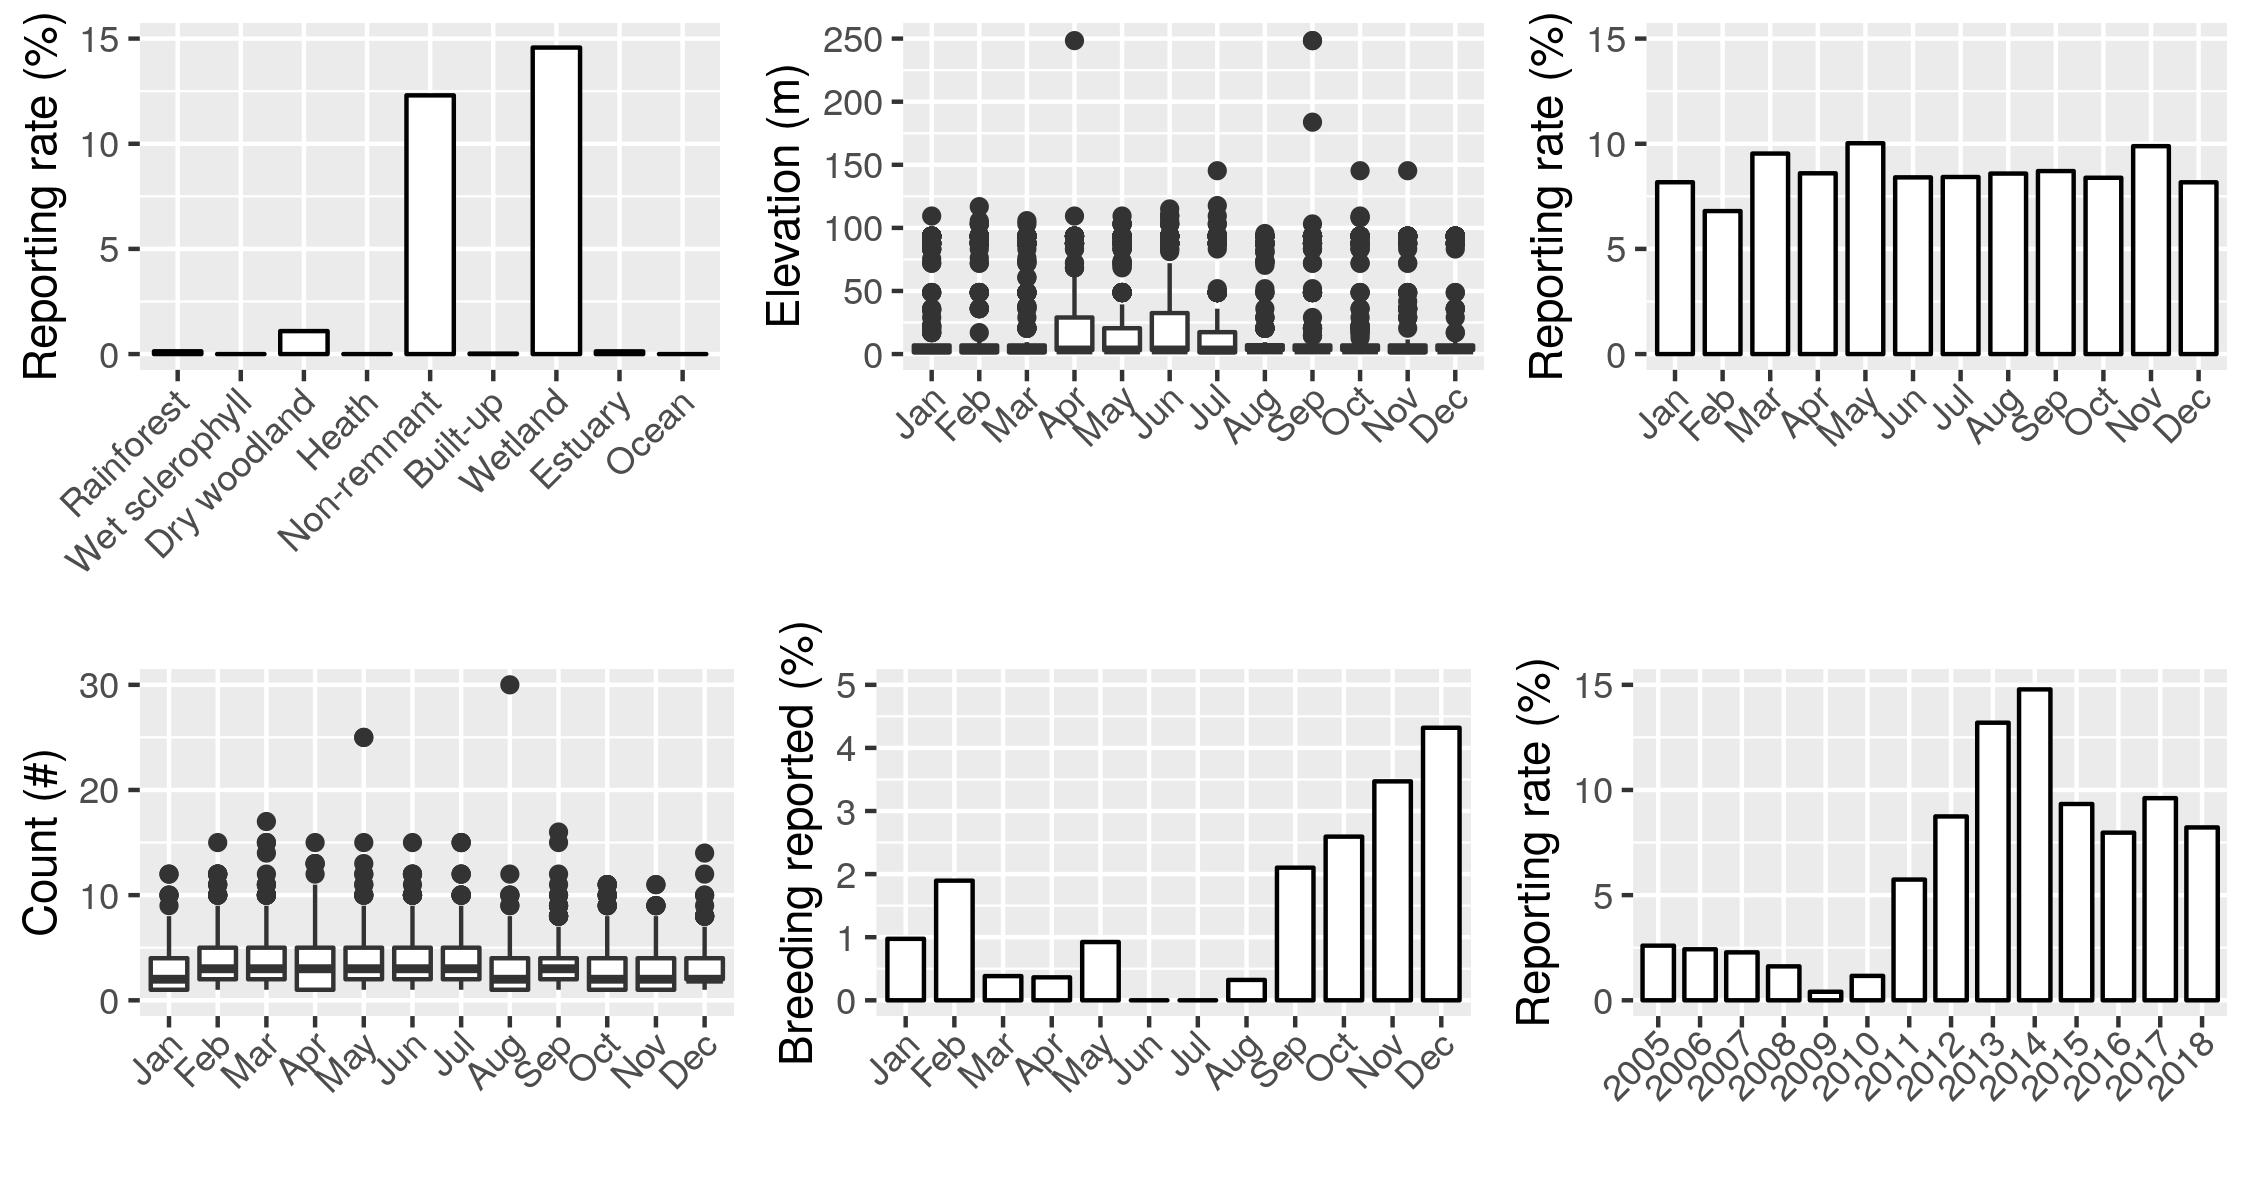 Reporting rate (%)
15
10
5
0
Rainforest
Wet sclerophyll
Dry woodland
Heath
Non-remnant
Built-up
Wetland
Estuary
Ocean
Elevation (m)
250
200
150
100
50
0
Jan
Feb
Mar
Apr
May
Jun
Jul
Aug
Sep
Oct
Nov
Dec
Reporting rate (%)
15
10
5
0
Jan
Feb
Mar
Apr
May
Jun
Jul
Aug
Sep
Oct
Nov
Dec
Count (#)
30
20
10
0
Jan
Feb
Mar
Apr
May
Jun
Jul
Aug
Sep
Oct
Nov
Dec
Breeding reported (%)
5
4
3
2
1
0
Jan
Feb
Mar
Apr
May
Jun
Jul
Aug
Sep
Oct
Nov
Dec
Reporting rate (%)
15
10
5
0
2005
2006
2007
2008
2009
2010
2011
2012
2013
2014
2015
2016
2017
2018